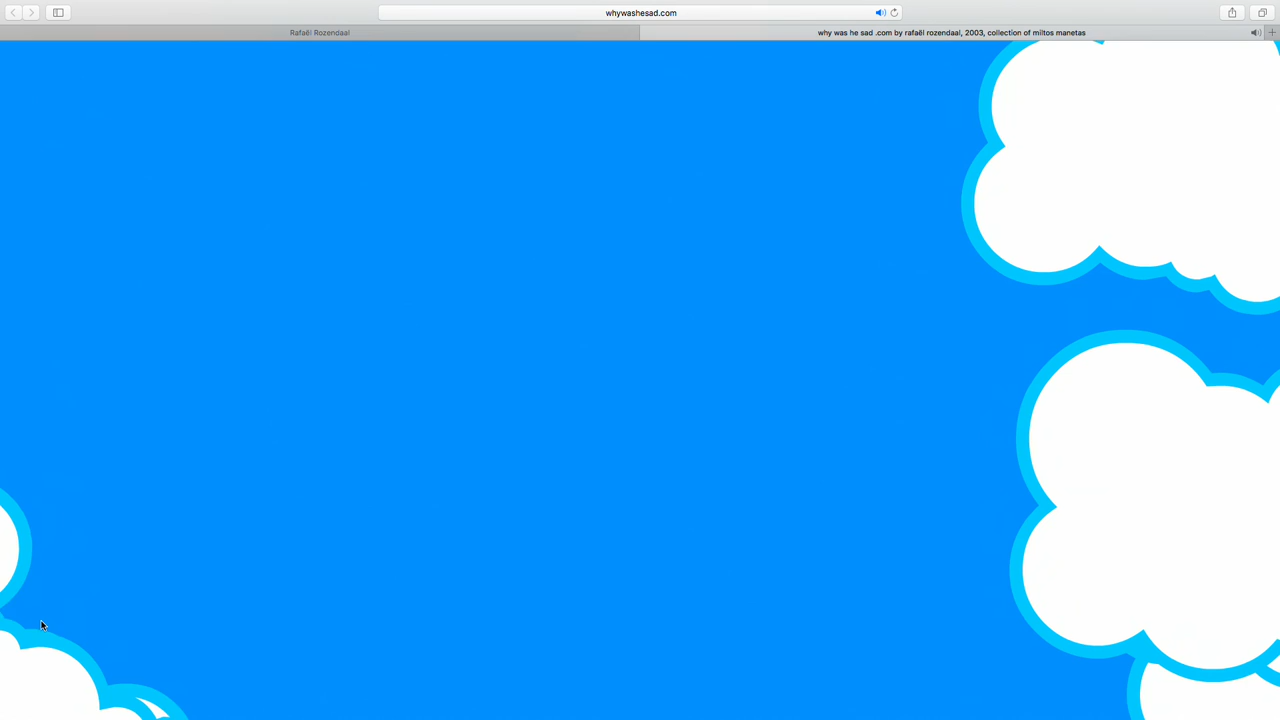 whywashesad.com
Rafaël Rozendaal
why was he sad .com by rafaël rozendaal, 2003, collection of miltos manetas